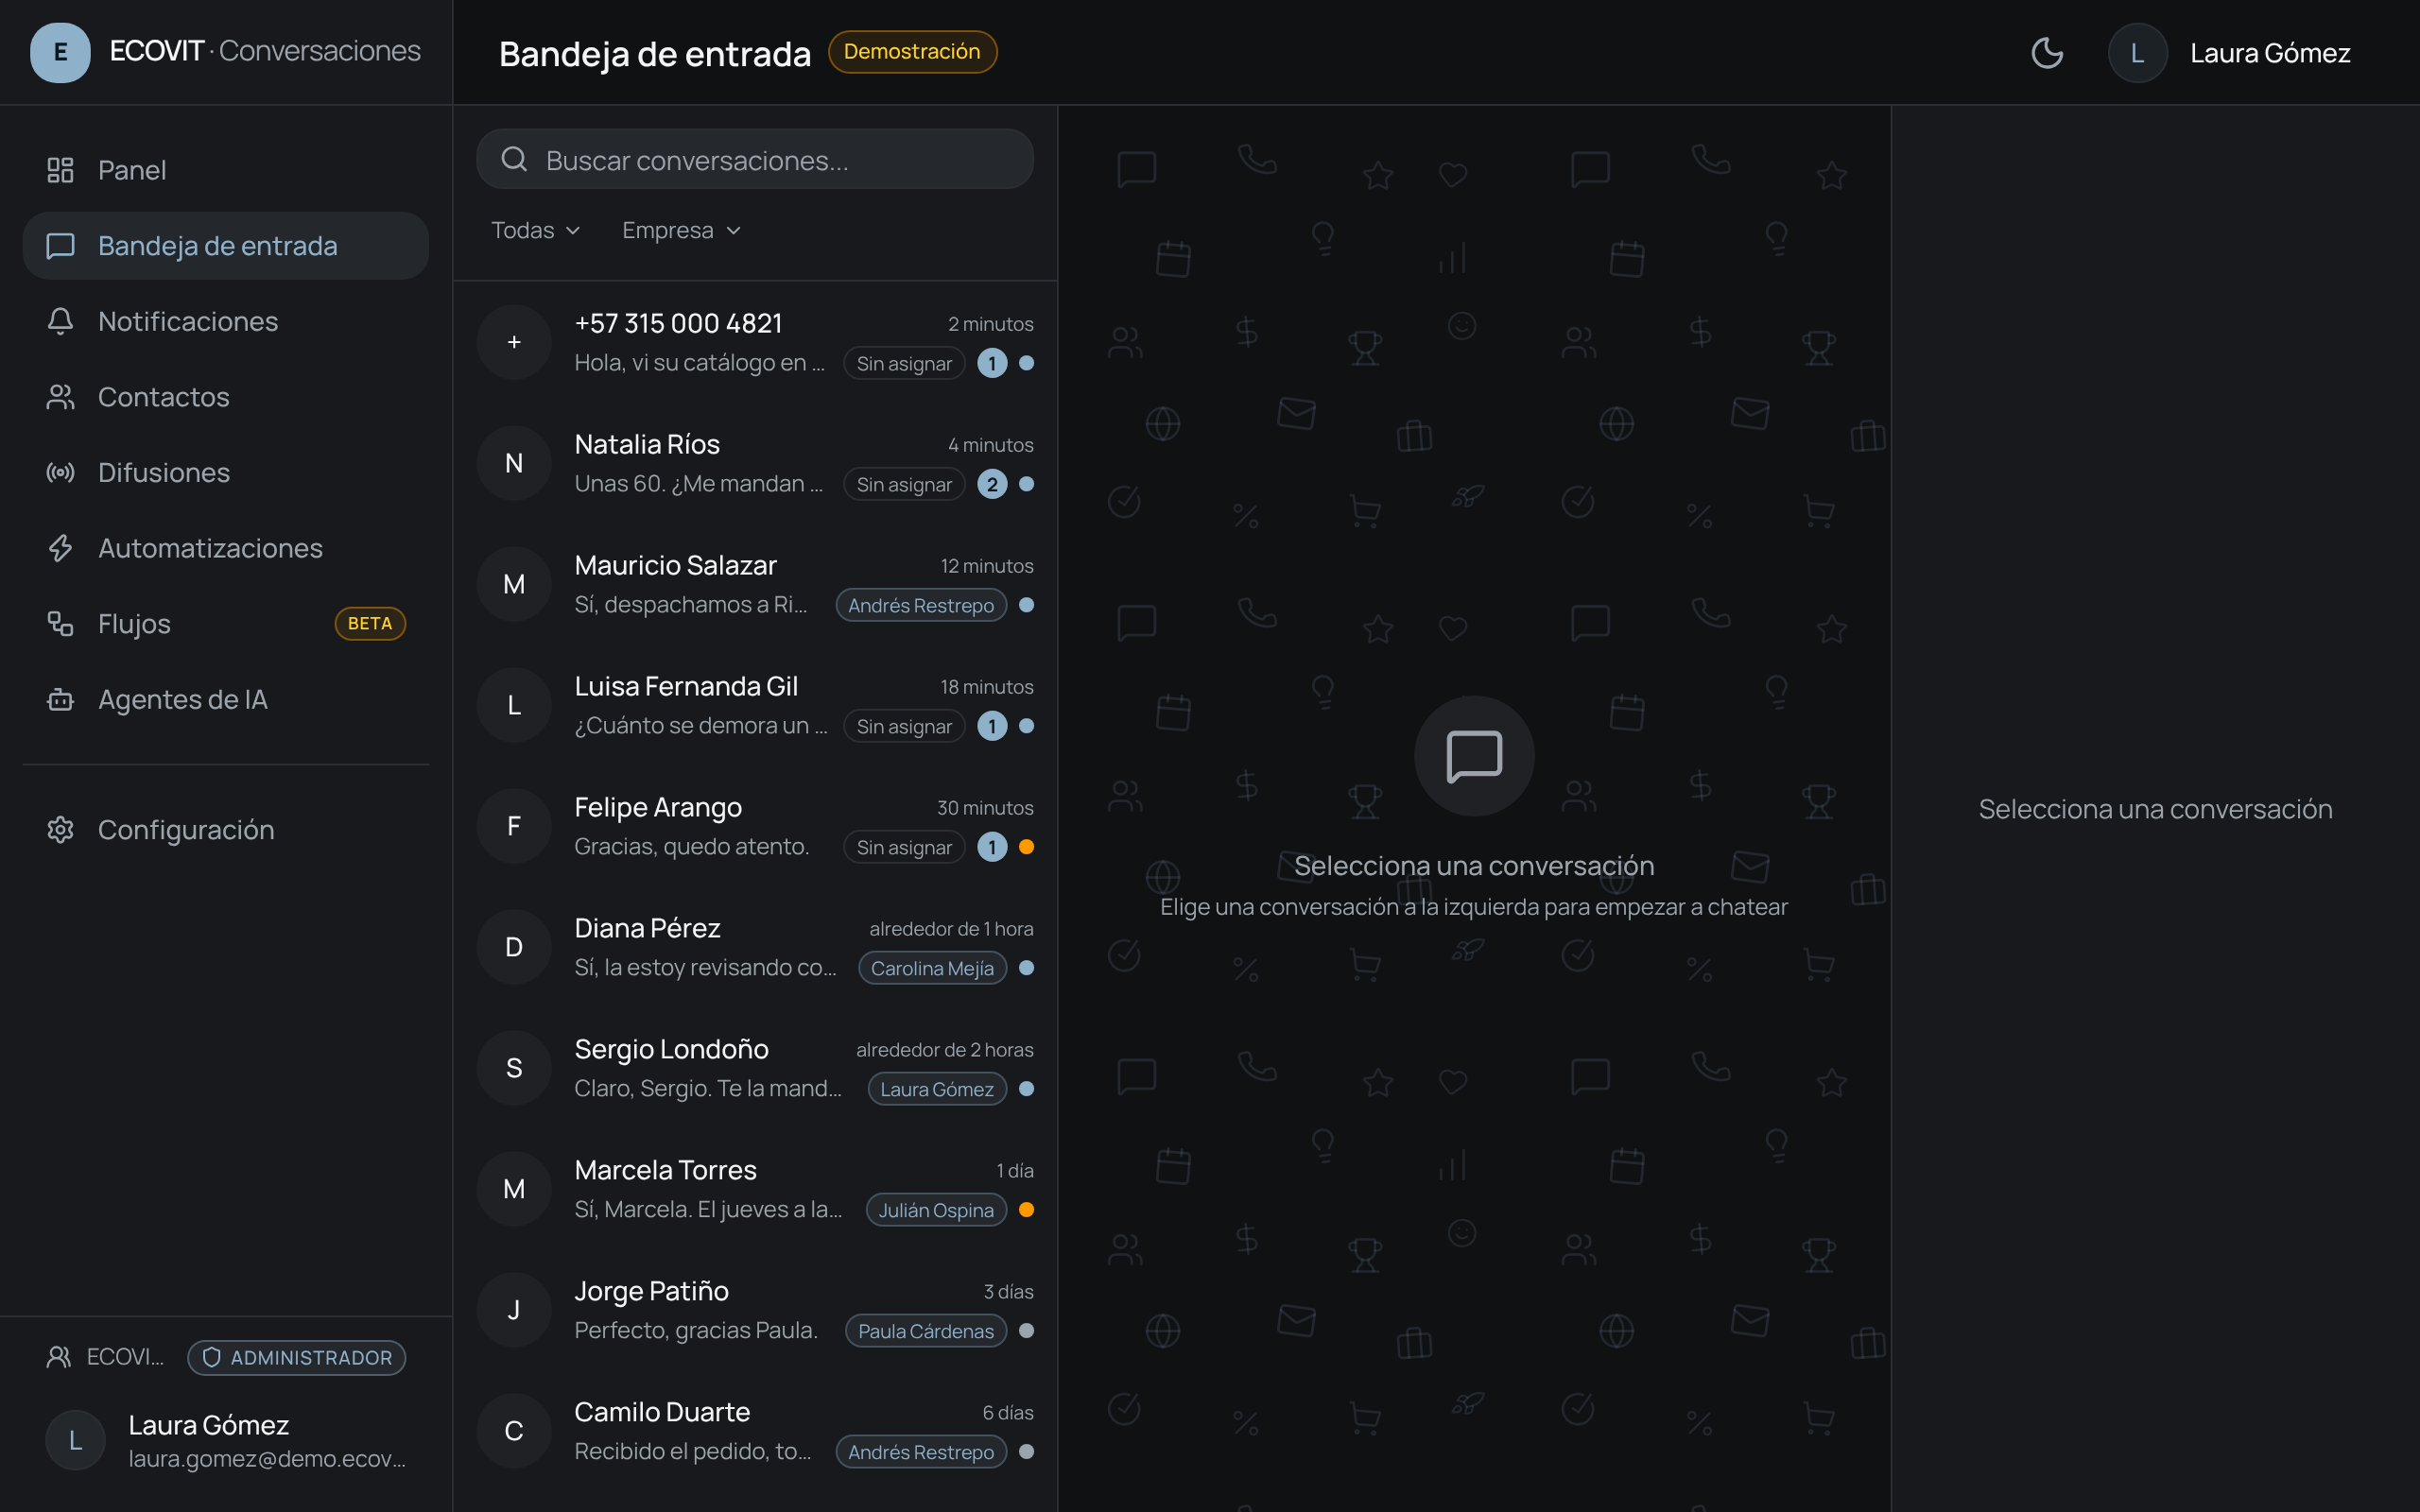 E
ECOVIT · Conversaciones
Bandeja de entrada
Demostración
L
Laura Gómez
Panel
Bandeja de entrada
Notificaciones
Contactos
Difusiones
Automatizaciones
Flujos
BETA
Agentes de IA
Configuración
ECOVI...
ADMINISTRADOR
L
Laura Gómez
laura.gomez@demo.ecov...
Buscar conversaciones...
Todas
Empresa
+
+57 315 000 4821
2 minutos
Hola, vi su catálogo en ...
Sin asignar
1
N
Natalia Ríos
4 minutos
Unas 60. ¿Me mandan ...
Sin asignar
2
M
Mauricio Salazar
12 minutos
Sí, despachamos a Ri...
Andrés Restrepo
L
Luisa Fernanda Gil
18 minutos
¿Cuánto se demora un ...
Sin asignar
1
F
Felipe Arango
30 minutos
Gracias, quedo atento.
Sin asignar
1
D
Diana Pérez
alrededor de 1 hora
Sí, la estoy revisando co...
Carolina Mejía
S
Sergio Londoño
alrededor de 2 horas
Claro, Sergio. Te la mand...
Laura Gómez
M
Marcela Torres
1 día
Sí, Marcela. El jueves a la...
Julián Ospina
J
Jorge Patiño
3 días
Perfecto, gracias Paula.
Paula Cárdenas
C
Camilo Duarte
6 días
Recibido el pedido, to...
Andrés Restrepo
Selecciona una conversación
Elige una conversación a la izquierda para empezar a chatear
Selecciona una conversación